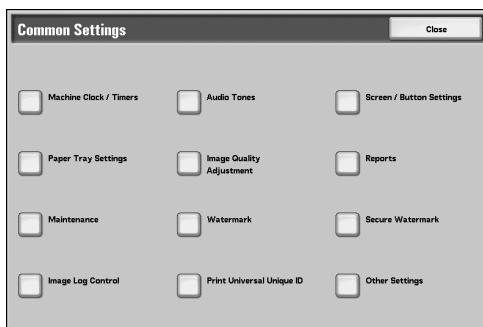 Common Settings
Close
Machine Clock / Timers
Audio Tones
Screen / Button Settings
Paper Tray Settings
Image Quality
Adjustment
Reports
Maintenance
Watermark
Secure Watermark
Image Log Control
Print Universal Unique ID
Other Settings